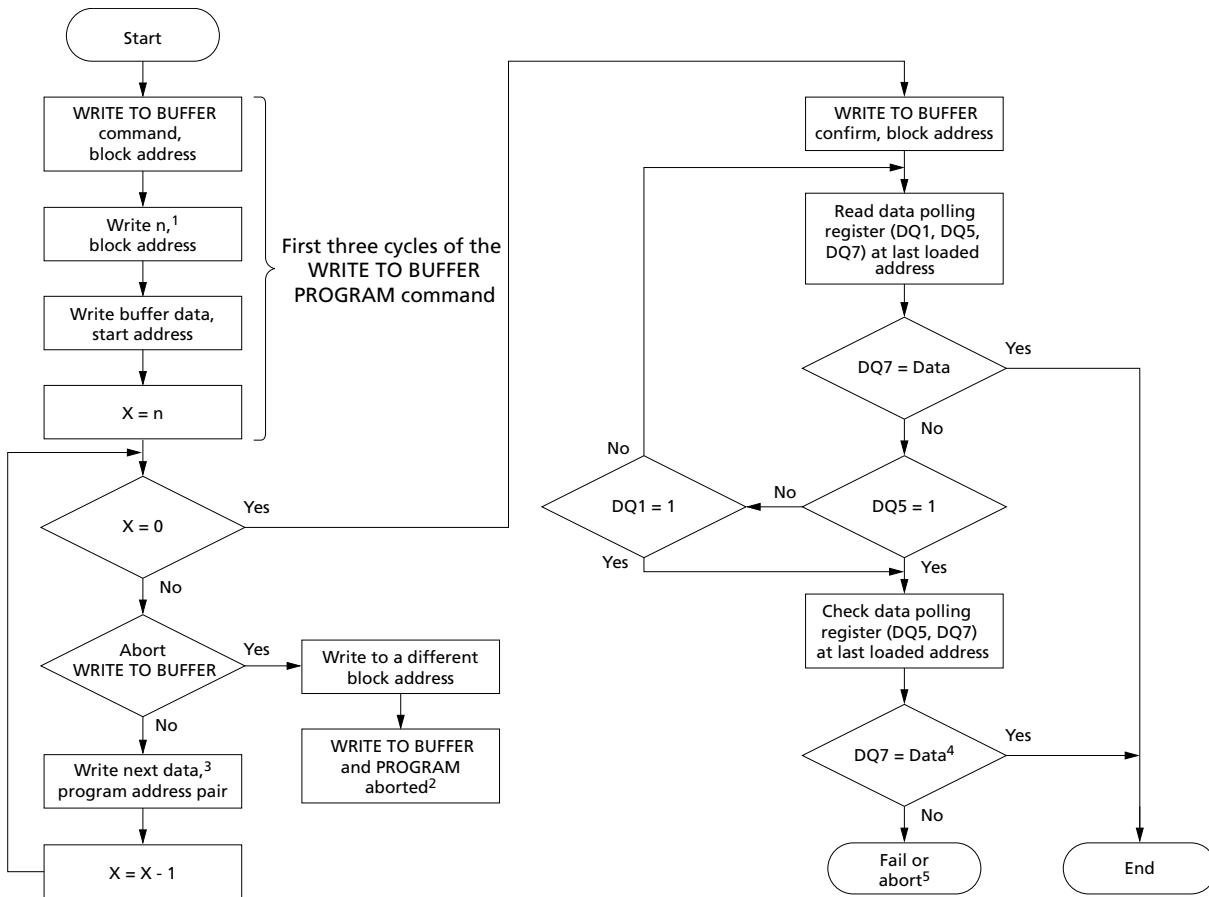 Start
WRITE TO BUFFER
command,
block address
Write n,1
block address
Write buffer data,
start address
X = n
First three cycles of the
WRITE TO BUFFER
PROGRAM command
X = 0
Yes
No
Abort
WRITE TO BUFFER
Yes
No
Write to a different
block address
WRITE TO BUFFER
and PROGRAM
aborted2
Write next data,3
program address pair
X = X - 1
WRITE TO BUFFER
confirm, block address
Read data polling
register (DQ1, DQ5,
DQ7) at last loaded
address
DQ7 = Data
Yes
No
DQ5 = 1
No
Yes
DQ1 = 1
No
Yes
Check data polling
register (DQ5, DQ7)
at last loaded address
DQ7 = Data4
Yes
No
Fail or
abort5
End